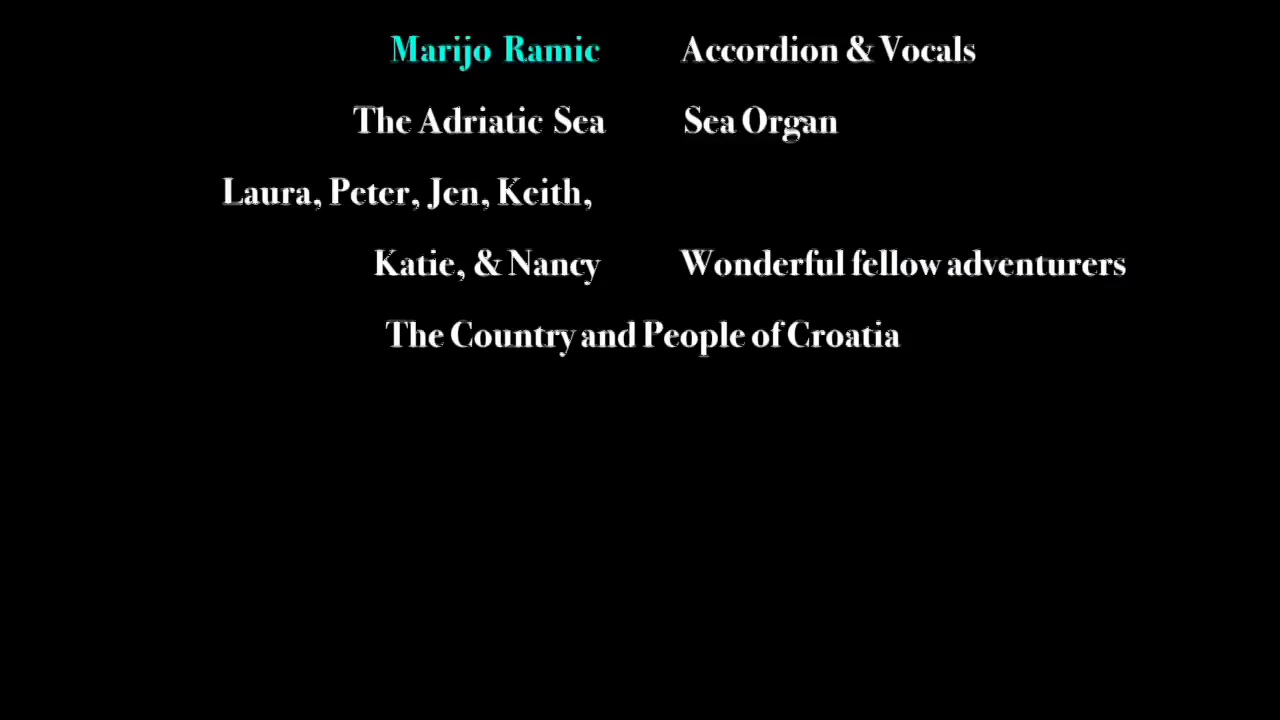 Marijo Ramic Accordion & Vocals
The Adriatic Sea Sea Organ
Laura, Peter, Jen, Keith,
Katie, & Nancy Wonderful fellow adventurers
The Country and People of Croatia